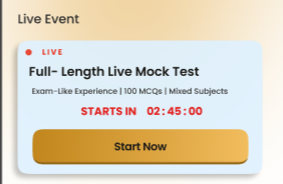 Live Event
LIVE
Full- Length Live Mock Test
Exam-Like Experience | 100 MCQs | Mixed Subjects
STARTS IN 02:45:00
Start Now